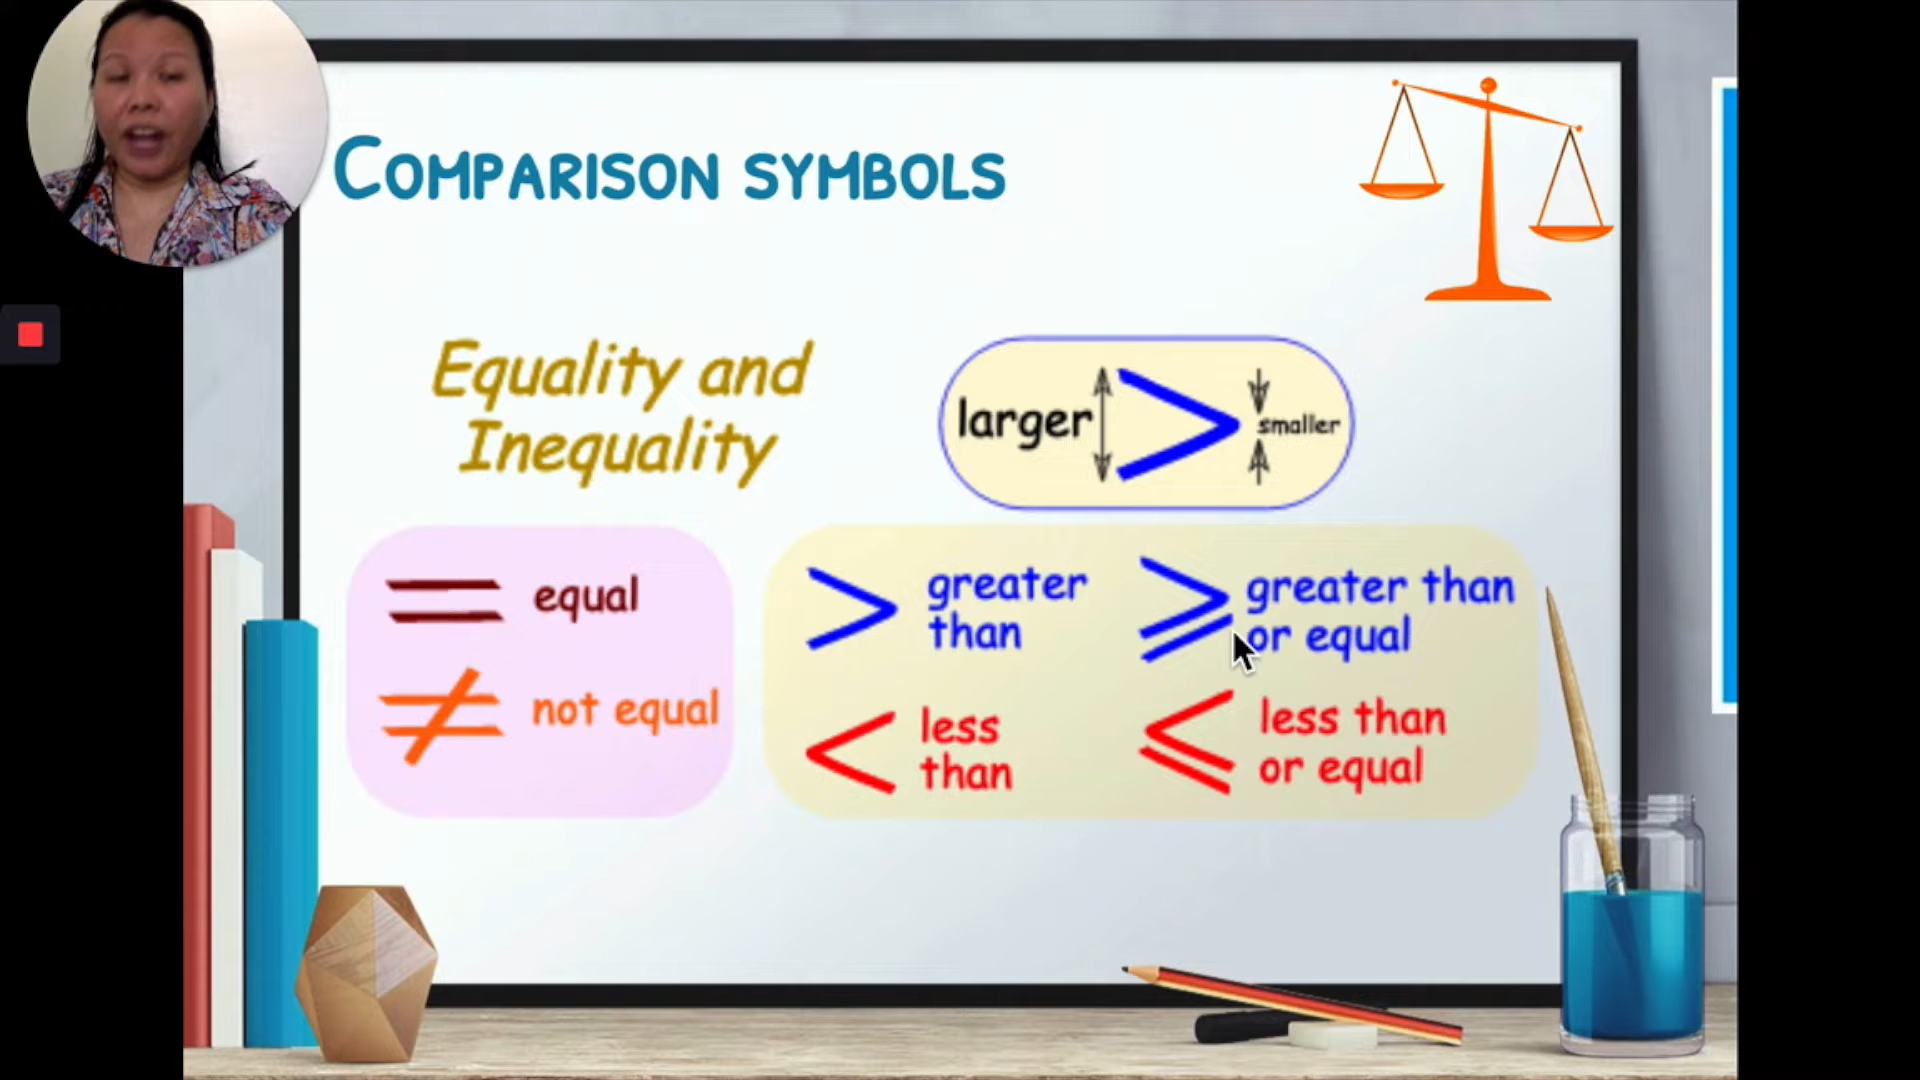 COMPARISON SYMBOLS
Equality and
Inequality
larger > smaller
= equal
≠ not equal
> greater
than
≥ greater than
or equal
< less
than
≤ less than
or equal